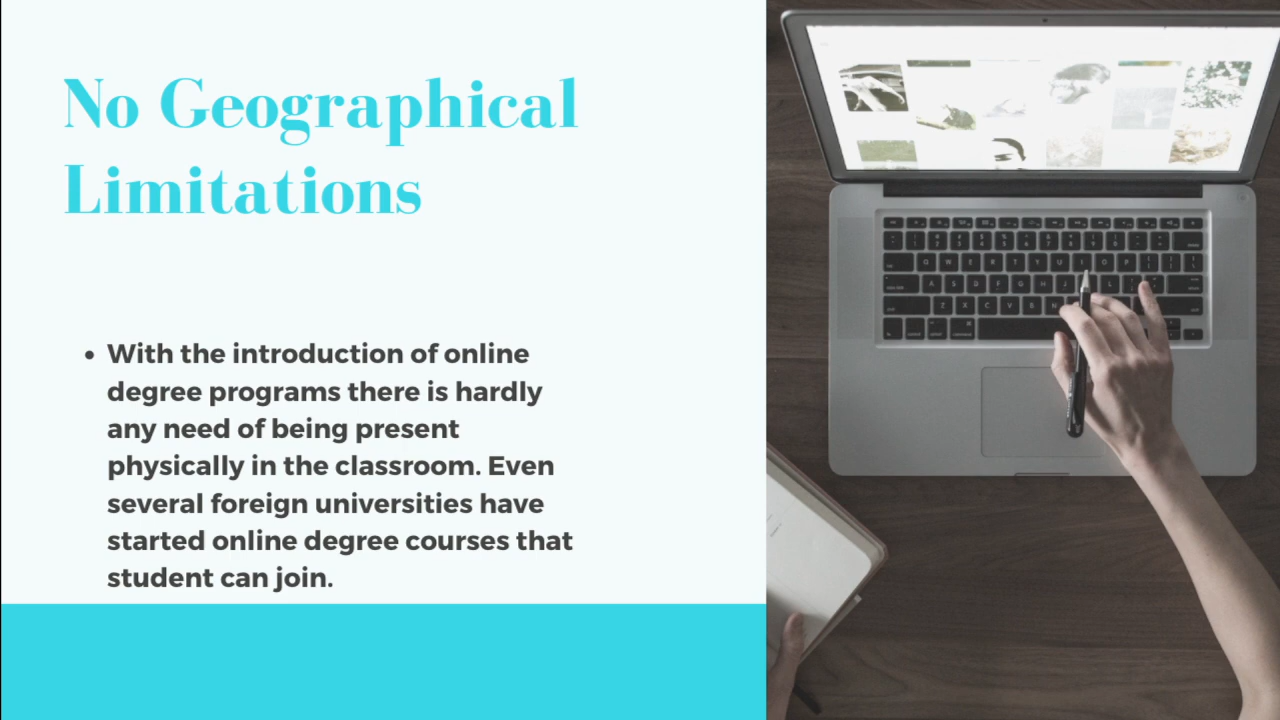 No Geographical
Limitations
• With the introduction of online
degree programs there is hardly
any need of being present
physically in the classroom. Even
several foreign universities have
started online degree courses that
student can join.